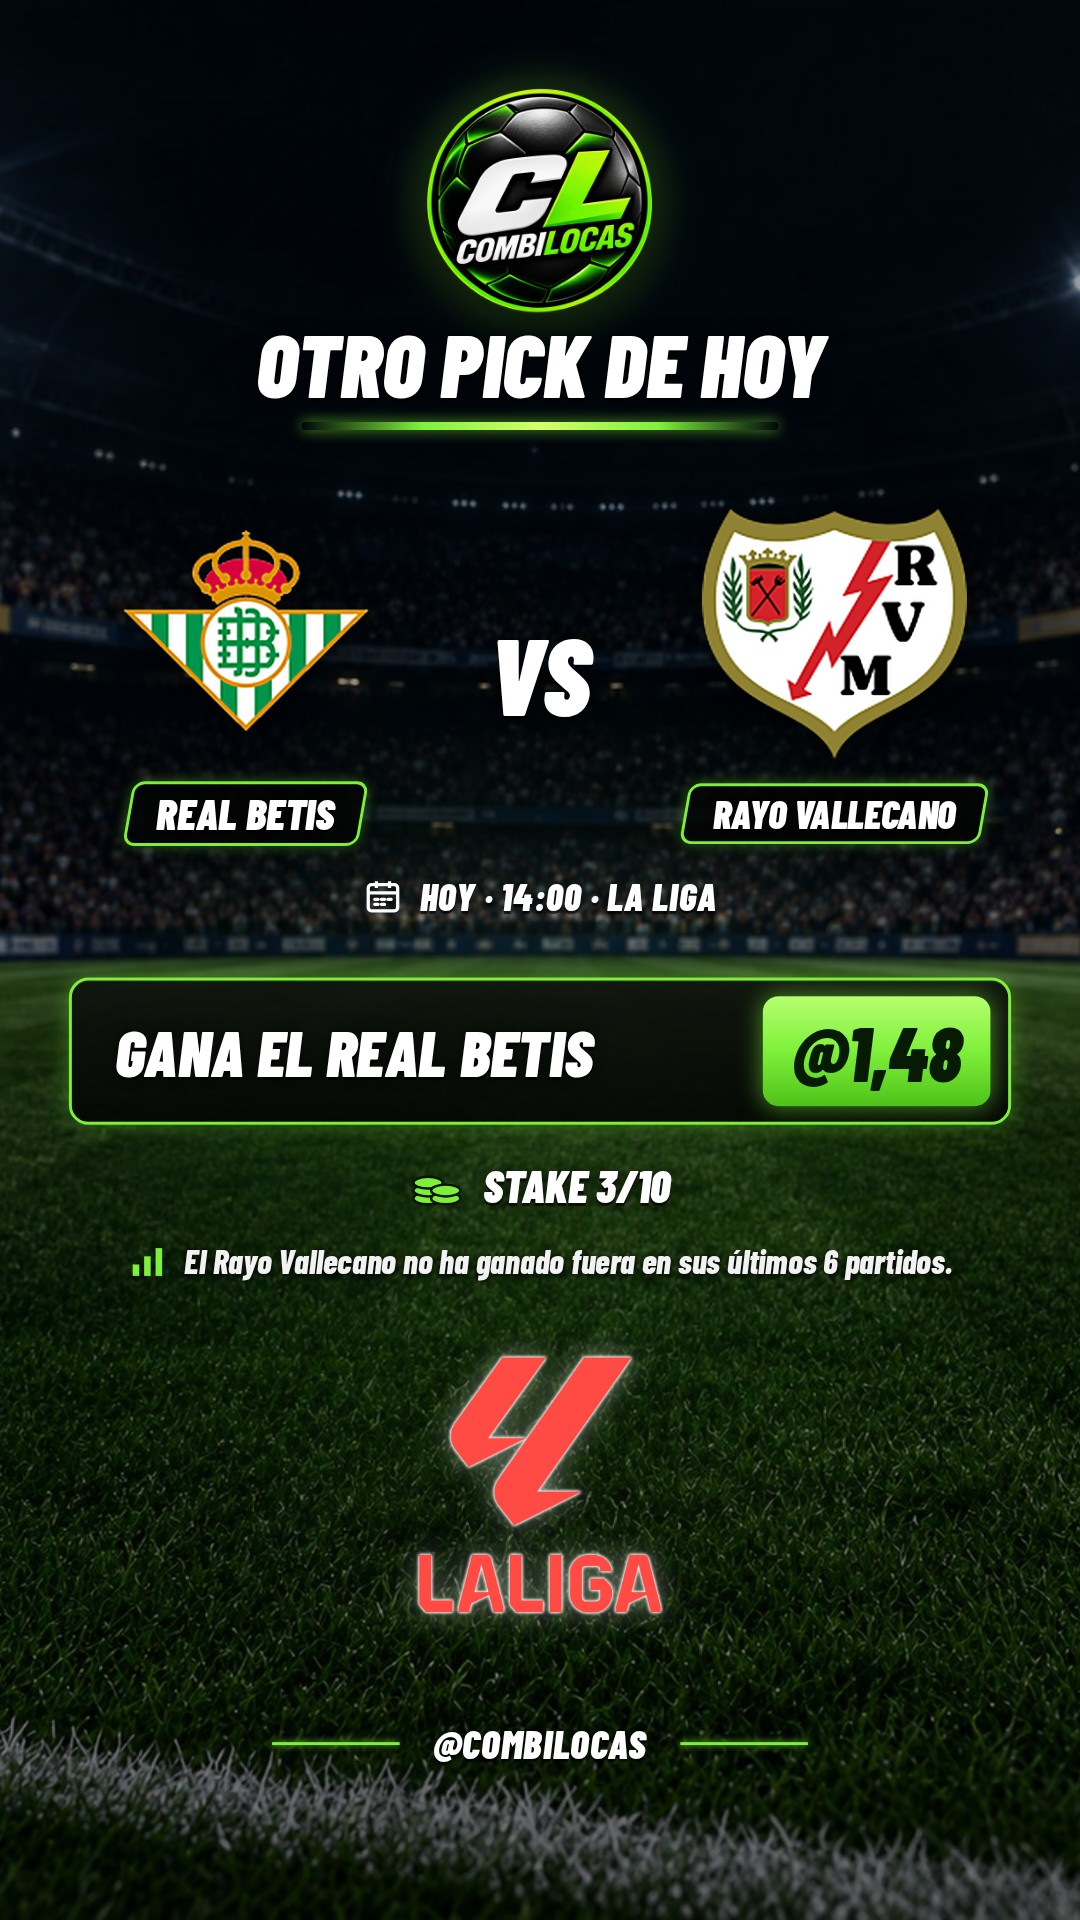 CL
COMBILOCAS
OTRO PICK DE HOY
R
V
M
VS
REAL BETIS
RAYO VALLECANO
HOY · 14:00 · LA LIGA
GANA EL REAL BETIS
@1,48
STAKE 3/10
El Rayo Vallecano no ha ganado fuera en sus últimos 6 partidos.
LALIGA
@COMBILOCAS